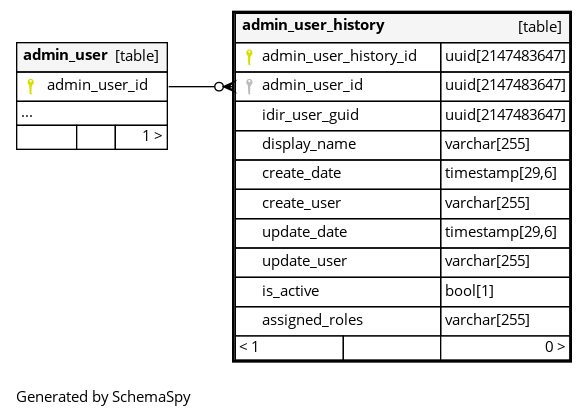 admin_user [table]
admin_user_id
...
1 >
admin_user_history [table]
admin_user_history_id uuid[2147483647]
admin_user_id uuid[2147483647]
idir_user_guid uuid[2147483647]
display_name varchar[255]
create_date timestamp[29,6]
create_user varchar[255]
update_date timestamp[29,6]
update_user varchar[255]
is_active bool[1]
assigned_roles varchar[255]
< 1 0 >
Generated by SchemaSpy